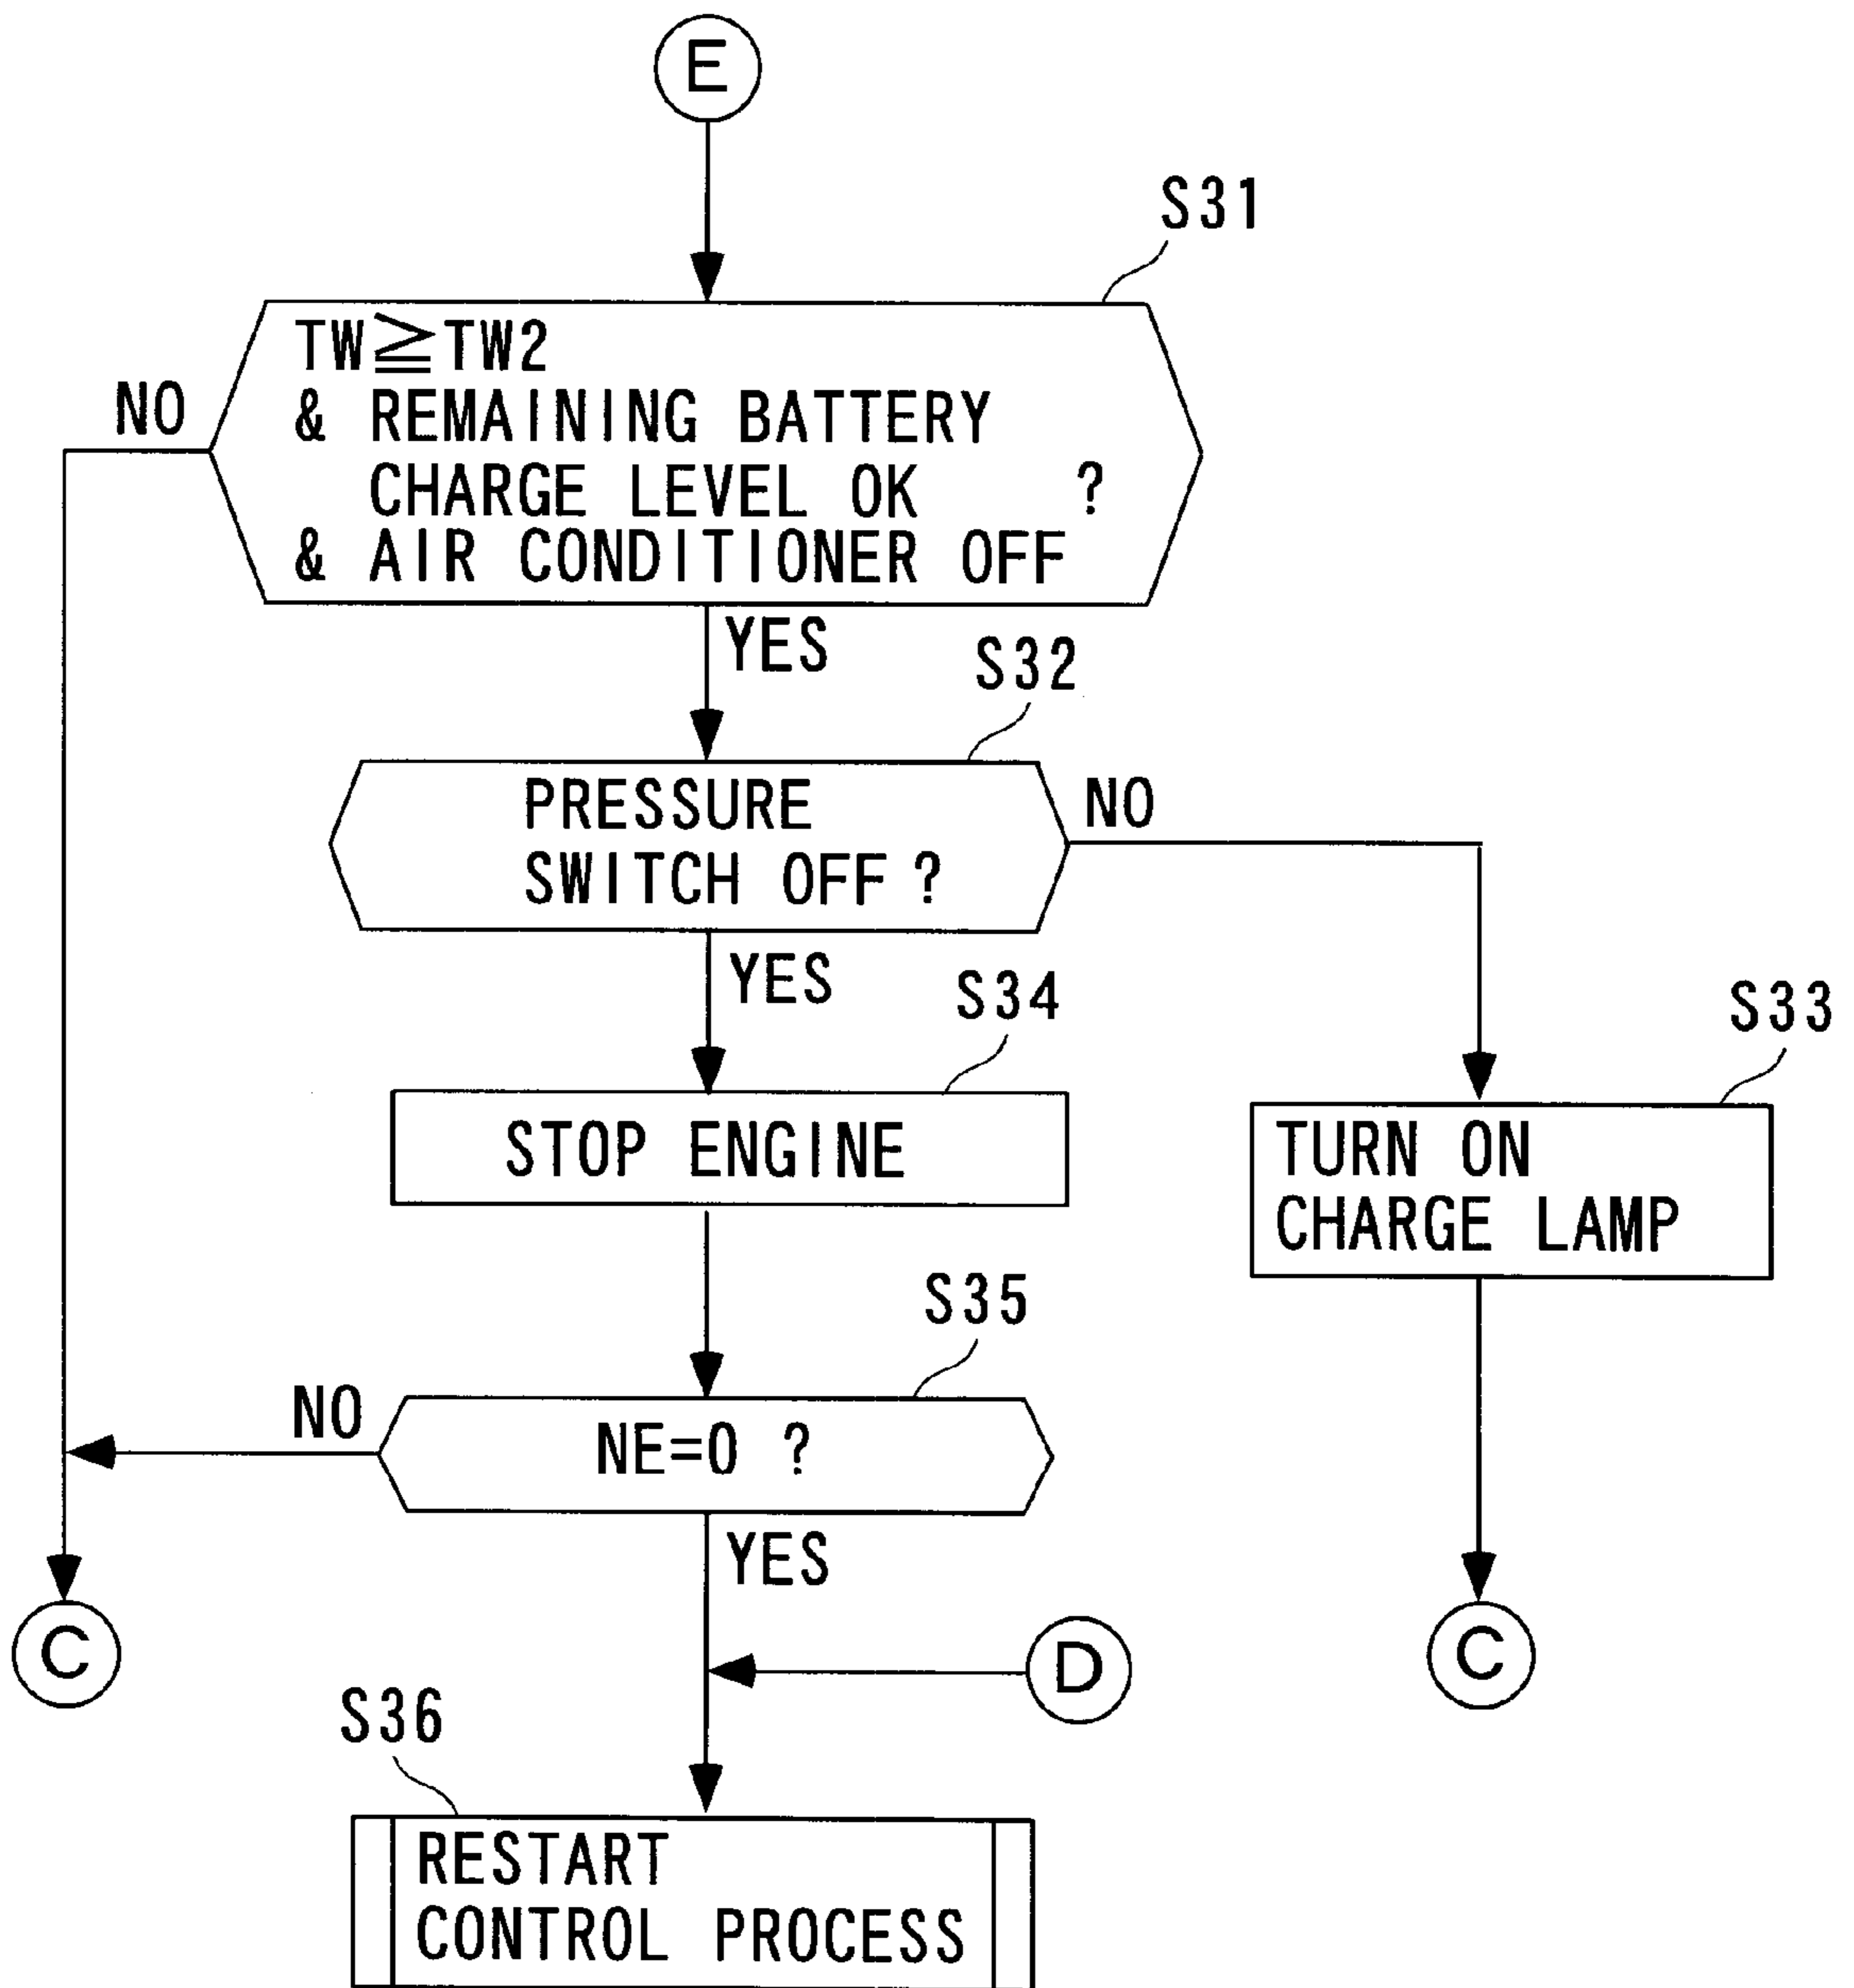 E
S31
TW≧TW2
& REMAINING BATTERY
CHARGE LEVEL OK ?
& AIR CONDITIONER OFF
NO
YES
S32
PRESSURE
SWITCH OFF ?
NO
YES
S34
S33
STOP ENGINE
TURN ON
CHARGE LAMP
S35
NO
NE=0 ?
YES
C
D
C
S36
RESTART
CONTROL PROCESS